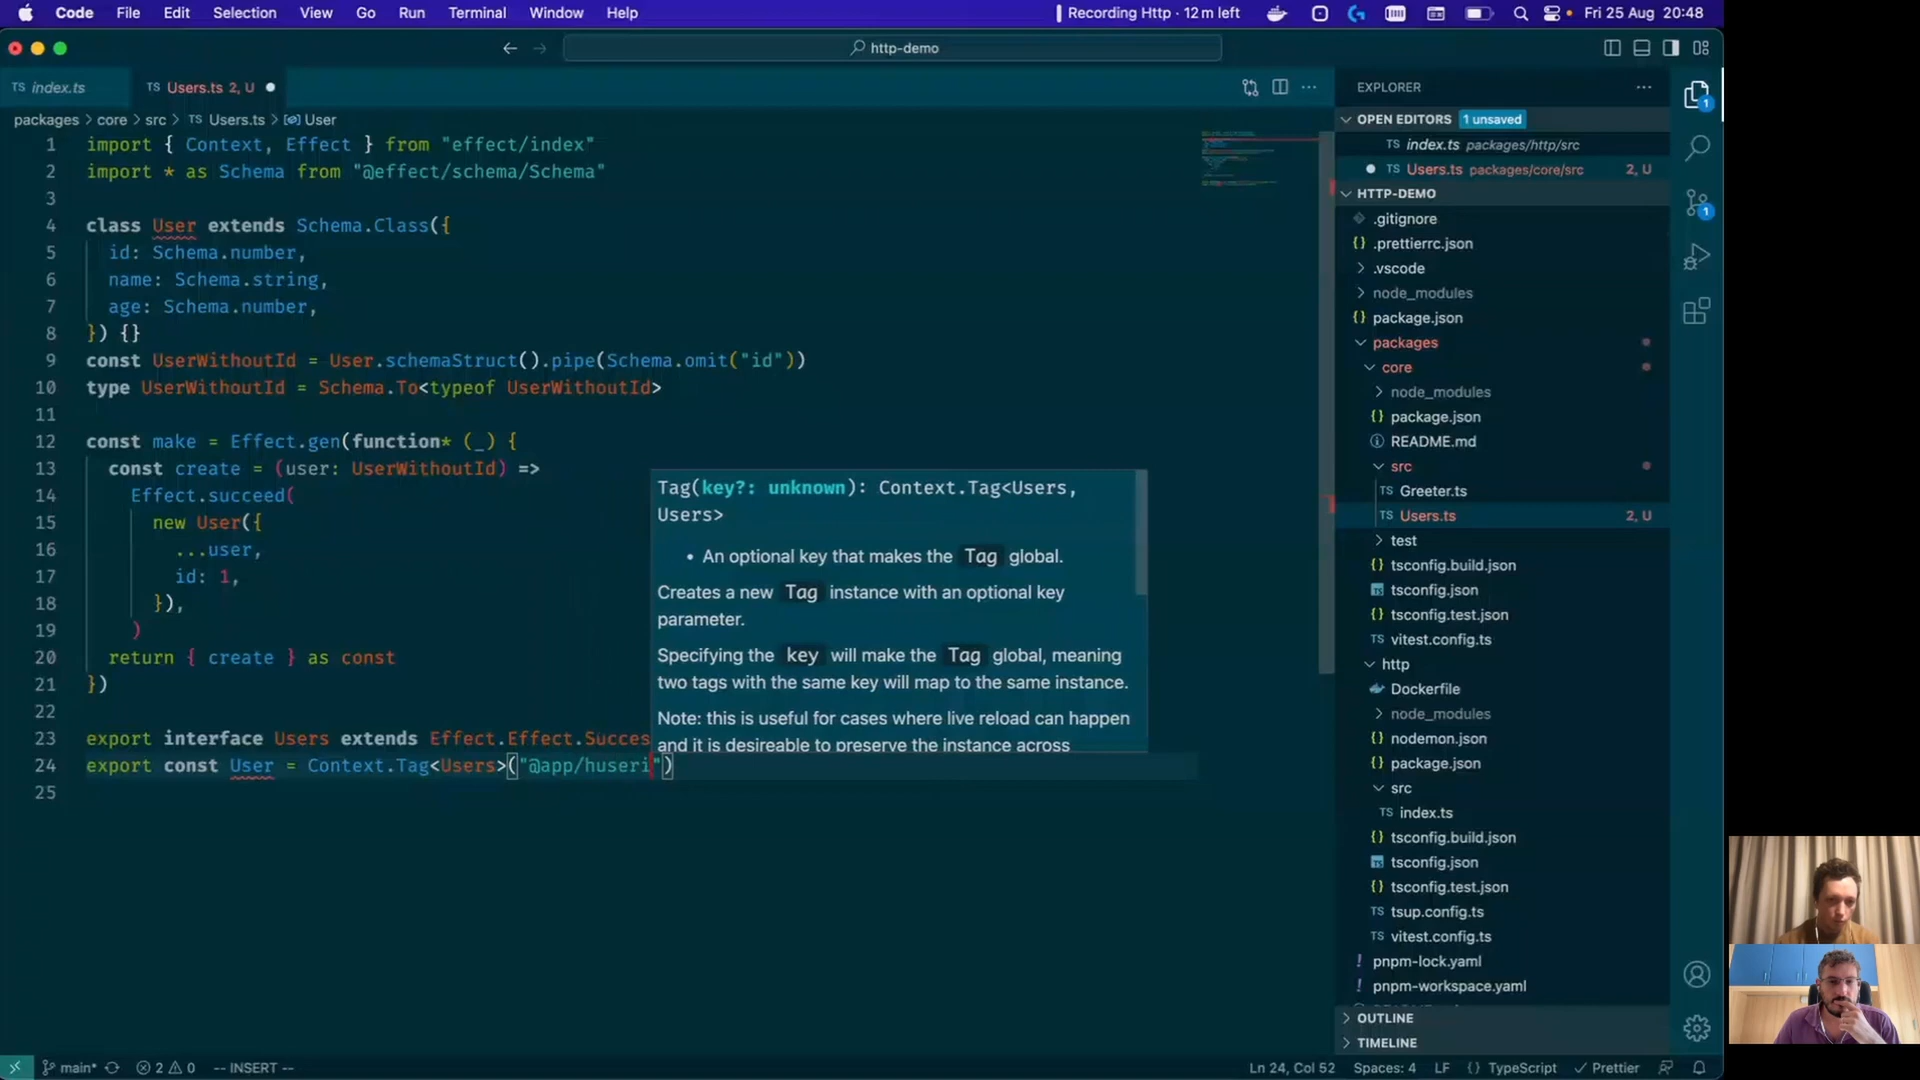 Code File Edit Selection View Go Run Terminal Window Help
Recording Http · 12 m left
Fri 25 Aug 20:48
http-demo
TS index.ts
TS Users.ts 2, U
packages > core > src > TS Users.ts > User
1 import { Context, Effect } from "effect/index"
2 import * as Schema from "@effect/schema/Schema"
3
4 class User extends Schema.Class({
5 id: Schema.number,
6 name: Schema.string,
7 age: Schema.number,
8 }) {}
9 const UserWithoutId = User.schemaStruct().pipe(Schema.omit("id"))
10 type UserWithoutId = Schema.To<typeof UserWithoutId>
11
12 const make = Effect.gen(function* (_) {
13 const create = (user: UserWithoutId) =>
14 Effect.succeed(
15 new User({
16 ...user,
17 id: 1,
18 }),
19 )
20 return { create } as const
21 })
22
23 export interface Users extends Effect.Effect.Succes
24 export const User = Context.Tag<Users>("@app/huseri")
25
Tag(key?: unknown): Context.Tag<Users,
Users>
• An optional key that makes the Tag global.
Creates a new Tag instance with an optional key
parameter.
Specifying the key will make the Tag global, meaning
two tags with the same key will map to the same instance.
Note: this is useful for cases where live reload can happen
and it is desireable to preserve the instance across
EXPLORER
OPEN EDITORS 1 unsaved
TS index.ts packages/http/src
TS Users.ts packages/core/src 2, U
HTTP-DEMO
.gitignore
{} .prettierrc.json
.vscode
node_modules
{} package.json
packages
core
node_modules
{} package.json
README.md
src
TS Greeter.ts
TS Users.ts 2, U
test
{} tsconfig.build.json
tsconfig.json
{} tsconfig.test.json
TS vitest.config.ts
http
Dockerfile
node_modules
{} nodemon.json
{} package.json
src
TS index.ts
{} tsconfig.build.json
tsconfig.json
{} tsconfig.test.json
TS tsup.config.ts
TS vitest.config.ts
! pnpm-lock.yaml
! pnpm-workspace.yaml
OUTLINE
TIMELINE
1
1
main* 2 0 -- INSERT --
Ln 24, Col 52 Spaces: 4 LF {} TypeScript Prettier